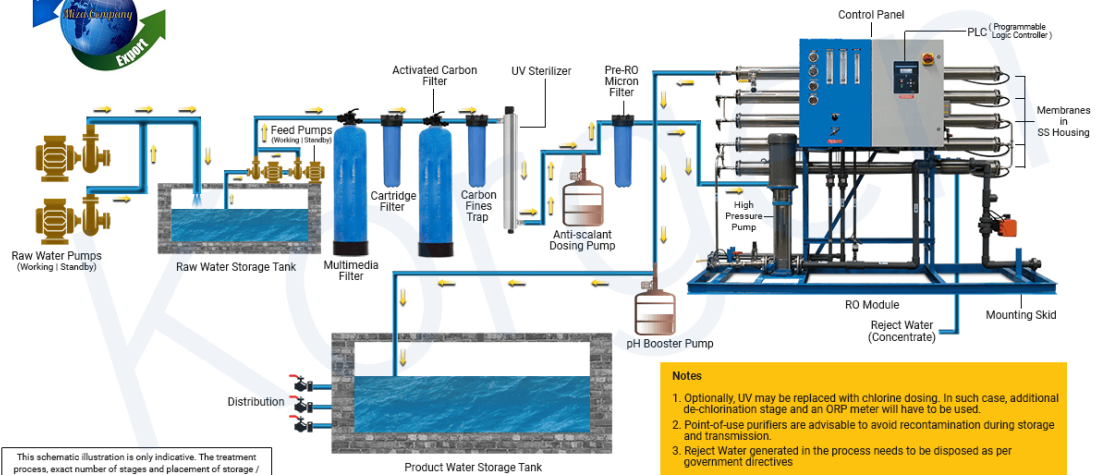 Miza Company
Export
Control Panel
PLC ( Programmable
Logic Controller )
Activated Carbon
Filter
UV Sterilizer
Pre-RO
Micron
Filter
Membranes
in
SS Housing
Feed Pumps
(Working | Standby)
Cartridge
Filter
Carbon
Fines
Trap
High
Pressure
Pump
Anti-scalant
Dosing Pump
Raw Water Pumps
(Working | Standby)
Raw Water Storage Tank
Multimedia
Filter
RO Module
Mounting Skid
Reject Water
(Concentrate)
pH Booster Pump
Distribution
Product Water Storage Tank
Notes
1. Optionally, UV may be replaced with chlorine dosing. In such case, additional
de-chlorination stage and an ORP meter will have to be used.
2. Point-of-use purifiers are advisable to avoid recontamination during storage
and transmission.
3. Reject Water generated in the process needs to be disposed as per
government directives
This schematic illustration is only indicative. The treatment
process, exact number of stages and placement of storage /
Korgen